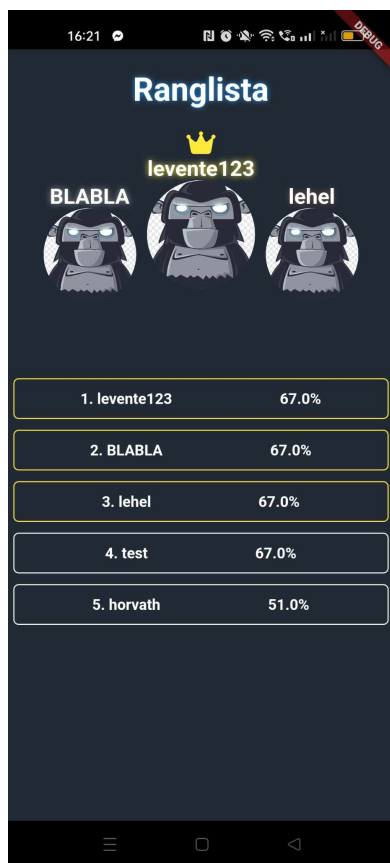 16:21
DEBUG
Ranglista
levente123
BLABLA
lehel
1. levente123 67.0%
2. BLABLA 67.0%
3. lehel 67.0%
4. test 67.0%
5. horvath 51.0%